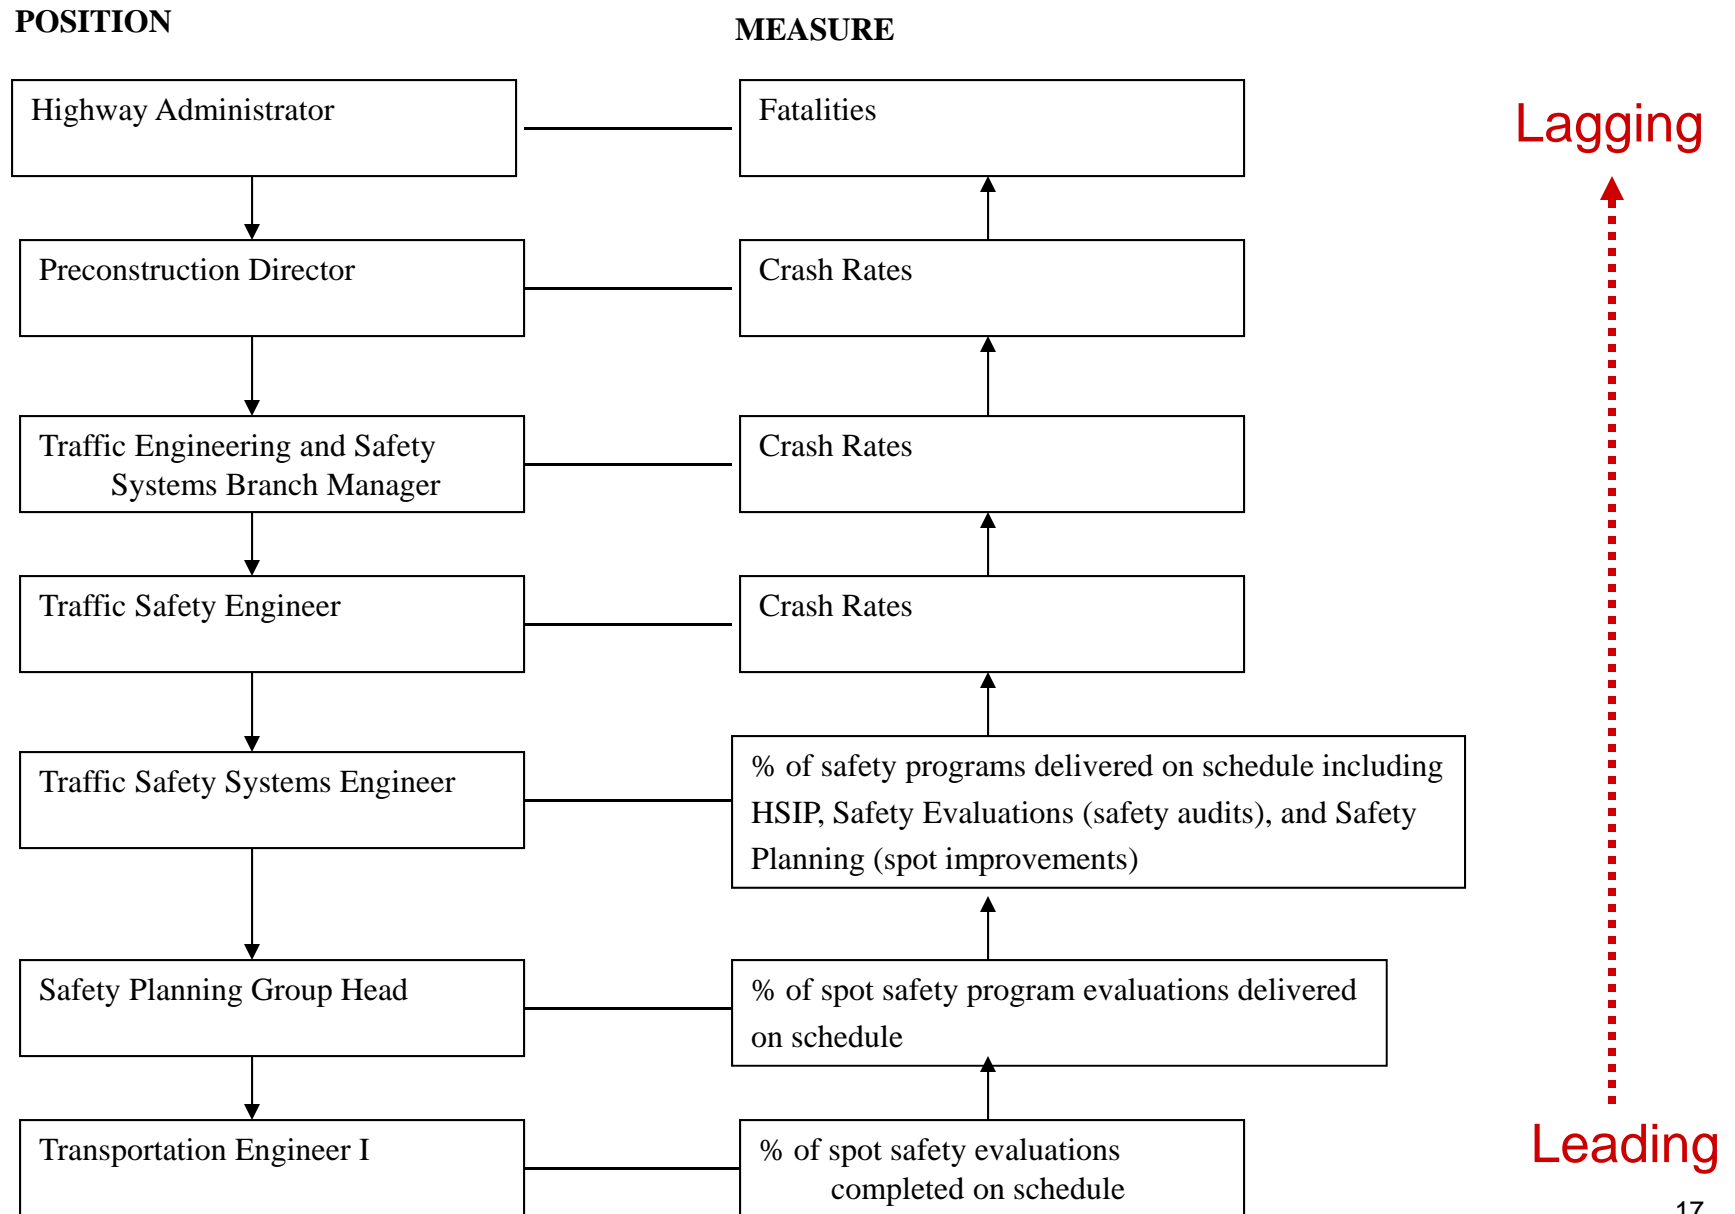 POSITION
MEASURE
Highway Administrator
Fatalities
Lagging
Preconstruction Director
Crash Rates
Traffic Engineering and Safety
Systems Branch Manager
Crash Rates
Traffic Safety Engineer
Crash Rates
Traffic Safety Systems Engineer
% of safety programs delivered on schedule including
HSIP, Safety Evaluations (safety audits), and Safety
Planning (spot improvements)
Safety Planning Group Head
% of spot safety program evaluations delivered
on schedule
Transportation Engineer I
% of spot safety evaluations
completed on schedule
Leading
17